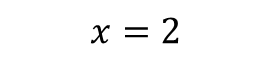 x = 2